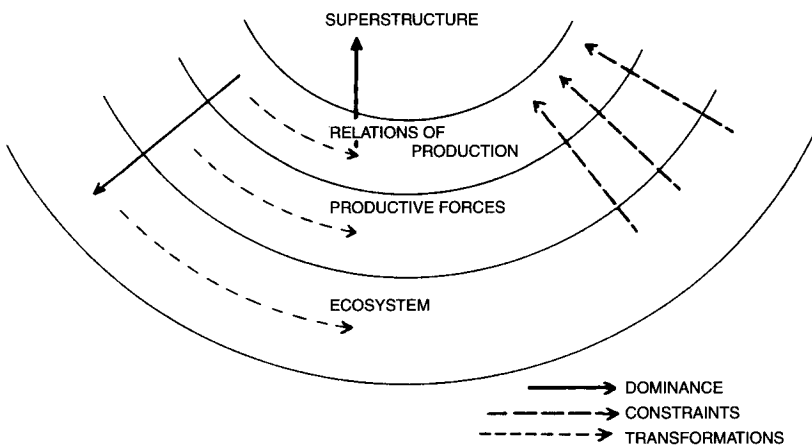 SUPERSTRUCTURE
RELATIONS OF
PRODUCTION
PRODUCTIVE FORCES
ECOSYSTEM
DOMINANCE
CONSTRAINTS
TRANSFORMATIONS